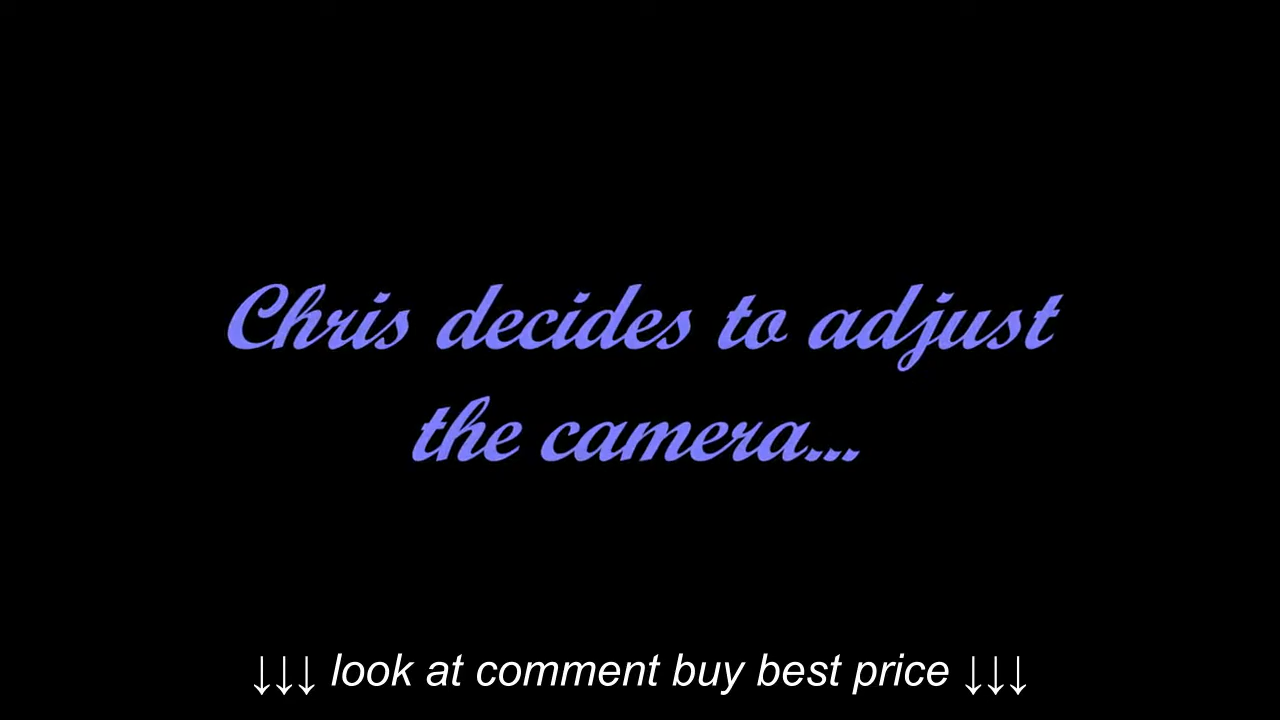 Chris decides to adjust
the camera...
↓↓↓ look at comment buy best price ↓↓↓